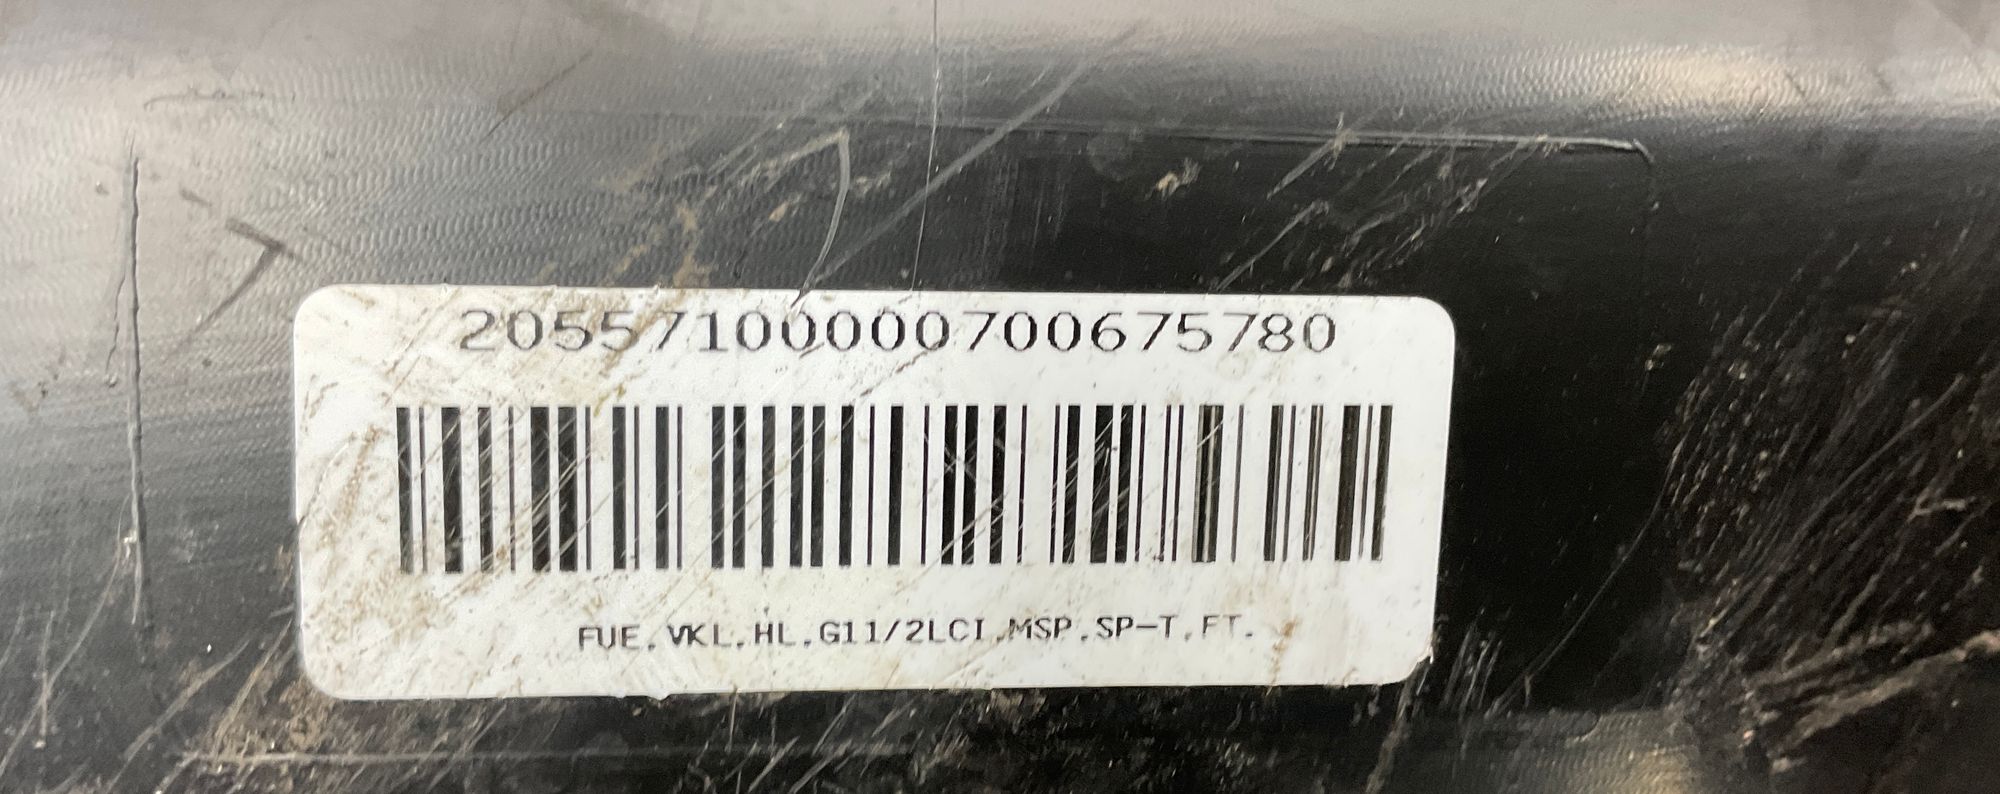 20557100000700675780
FUE.VKL.HL.G11/2LCI.MSP.SP-T.FT.